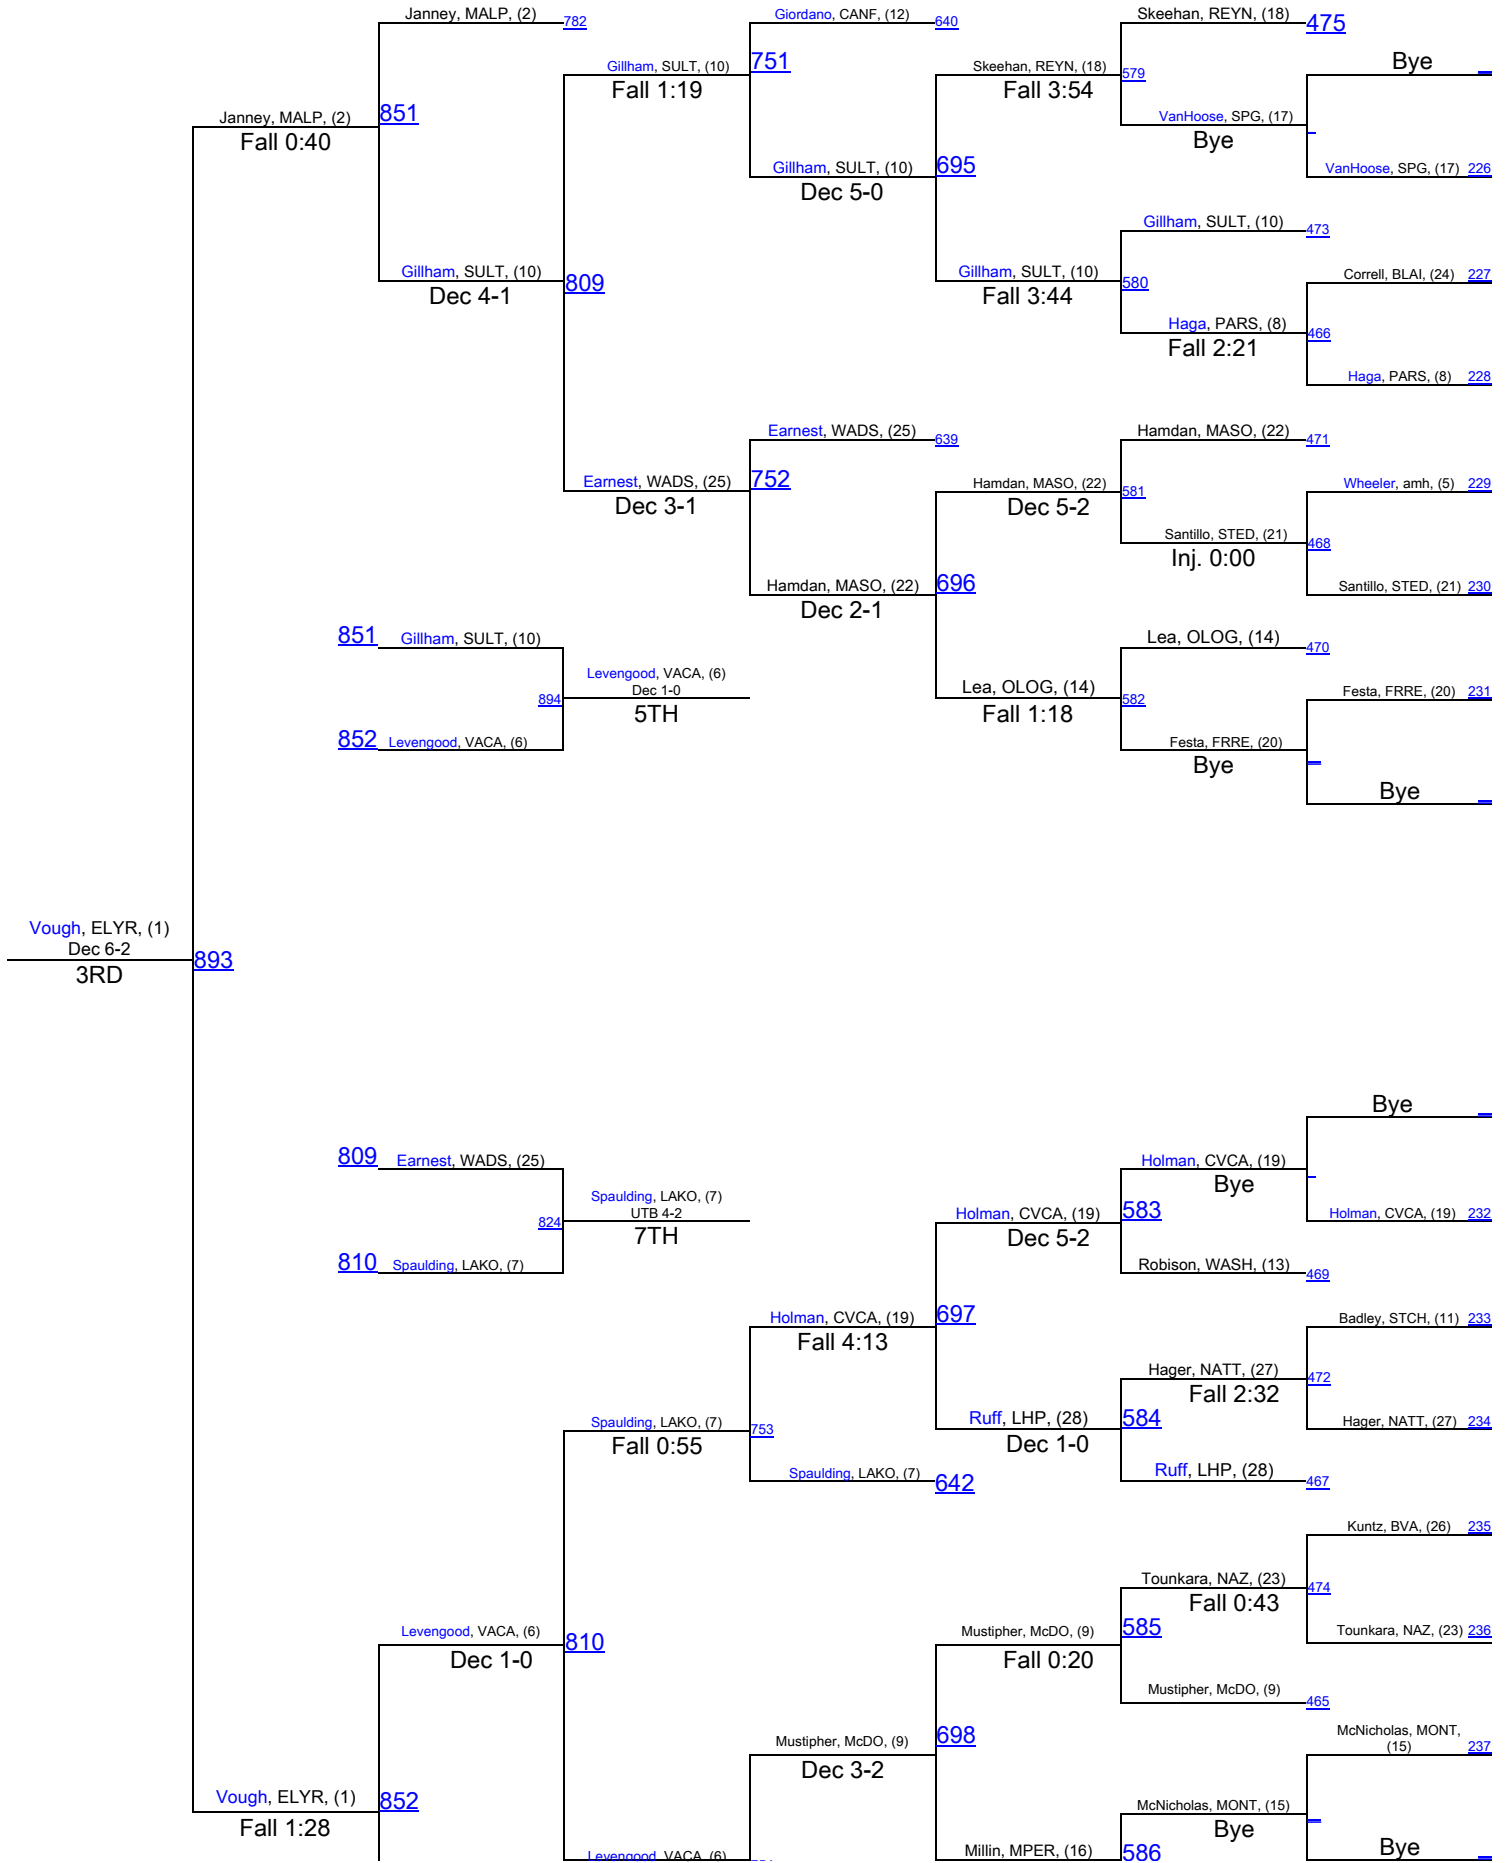 Janney, MALP, (2)
782
Giordano, CANF, (12)
640
Skeehan, REYN, (18)
475
Bye
Gillham, SULT, (10)
Fall 1:19
751
Skeehan, REYN, (18)
Fall 3:54
579
VanHoose, SPG, (17)
Bye
Janney, MALP, (2)
Fall 0:40
851
Gillham, SULT, (10)
Dec 5-0
695
VanHoose, SPG, (17) 226
Gillham, SULT, (10)
473
Gillham, SULT, (10)
Dec 4-1
809
Gillham, SULT, (10)
Fall 3:44
580
Correll, BLAI, (24) 227
Haga, PARS, (8)
Fall 2:21
466
Haga, PARS, (8) 228
Earnest, WADS, (25)
639
Hamdan, MASO, (22)
471
Earnest, WADS, (25)
Dec 3-1
752
Hamdan, MASO, (22)
Dec 5-2
581
Wheeler, amh, (5) 229
Santillo, STED, (21)
Inj. 0:00
468
Hamdan, MASO, (22)
Dec 2-1
696
Santillo, STED, (21) 230
851 Gillham, SULT, (10)
Lea, OLOG, (14)
470
Levengood, VACA, (6)
Dec 1-0
894
5TH
Lea, OLOG, (14)
Fall 1:18
582
Festa, FRRE, (20) 231
852 Levengood, VACA, (6)
Festa, FRRE, (20)
Bye
Bye
Vough, ELYR, (1)
Dec 6-2
3RD
893
Bye
809 Earnest, WADS, (25)
Holman, CVCA, (19)
Bye
Spaulding, LAKO, (7)
UTB 4-2
824
7TH
Holman, CVCA, (19)
Dec 5-2
583
Holman, CVCA, (19) 232
810 Spaulding, LAKO, (7)
Robison, WASH, (13)
469
Holman, CVCA, (19)
Fall 4:13
697
Badley, STCH, (11) 233
Hager, NATT, (27)
Fall 2:32
472
Spaulding, LAKO, (7)
Fall 0:55
753
Ruff, LHP, (28)
Dec 1-0
584
Hager, NATT, (27) 234
Spaulding, LAKO, (7)
642
Ruff, LHP, (28)
467
Kuntz, BVA, (26) 235
Tounkara, NAZ, (23)
Fall 0:43
474
Levengood, VACA, (6)
Dec 1-0
810
Mustipher, McDO, (9)
Fall 0:20
585
Tounkara, NAZ, (23) 236
Mustipher, McDO, (9)
465
Mustipher, McDO, (9)
Dec 3-2
698
McNicholas, MONT,
(15) 237
Vough, ELYR, (1)
Fall 1:28
852
McNicholas, MONT, (15)
Bye
Levengood, VACA, (6)
Millin, MPER, (16)
586
Bye